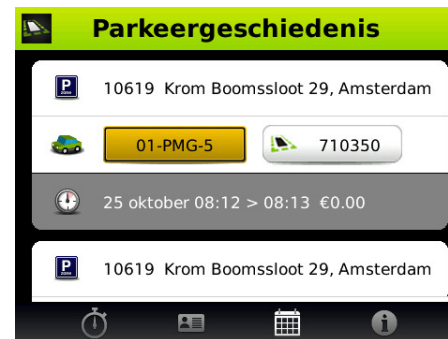 Parkeergeschiedenis
10619 Krom Boomssloot 29, Amsterdam
01-PMG-5 710350
25 oktober 08:12 > 08:13 €0.00
10619 Krom Boomssloot 29, Amsterdam